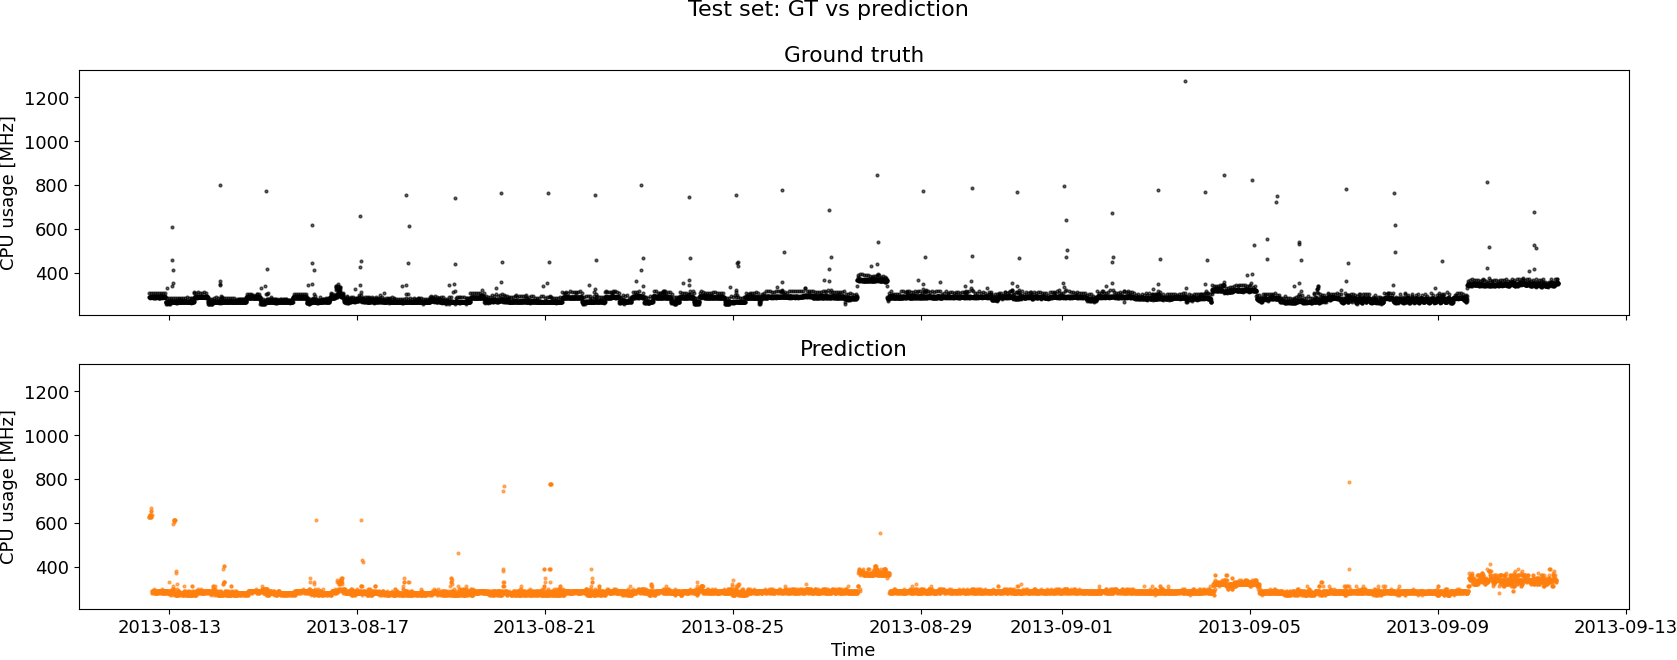 Test set: GT vs prediction
Ground truth
CPU usage [MHz]
1200
1000
800
600
400
Prediction
CPU usage [MHz]
1200
1000
800
600
400
2013-08-13 2013-08-17 2013-08-21 2013-08-25 2013-08-29 2013-09-01 2013-09-05 2013-09-09 2013-09-13
Time